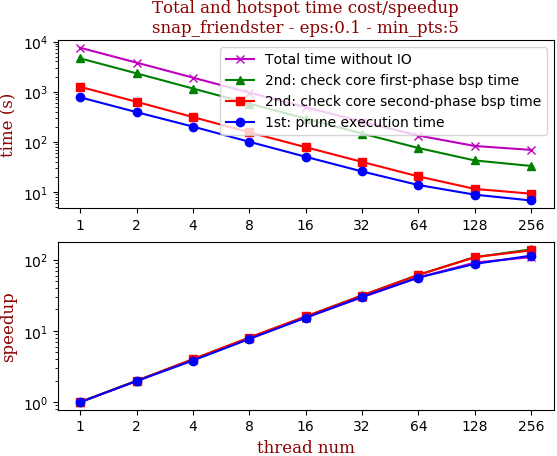 Total and hotspot time cost/speedup
snap_friendster - eps:0.1 - min_pts:5
time (s)
10⁴
10³
10²
10¹
Total time without IO
2nd: check core first-phase bsp time
2nd: check core second-phase bsp time
1st: prune execution time
1 2 4 8 16 32 64 128 256
speedup
10²
10¹
10⁰
1 2 4 8 16 32 64 128 256
thread num